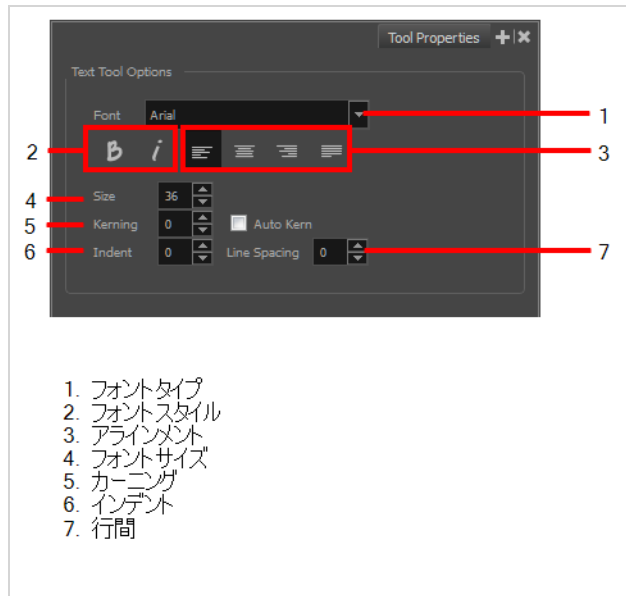 Tool Properties
Text Tool Options
Font Arial 1
2 B i 3
4 Size 36
5 Kerning 0 Auto Kern
6 Indent 0 Line Spacing 0 7
1. フォントタイプ
2. フォントスタイル
3. アラインメント
4. フォントサイズ
5. カーニング
6. インデント
7. 行間